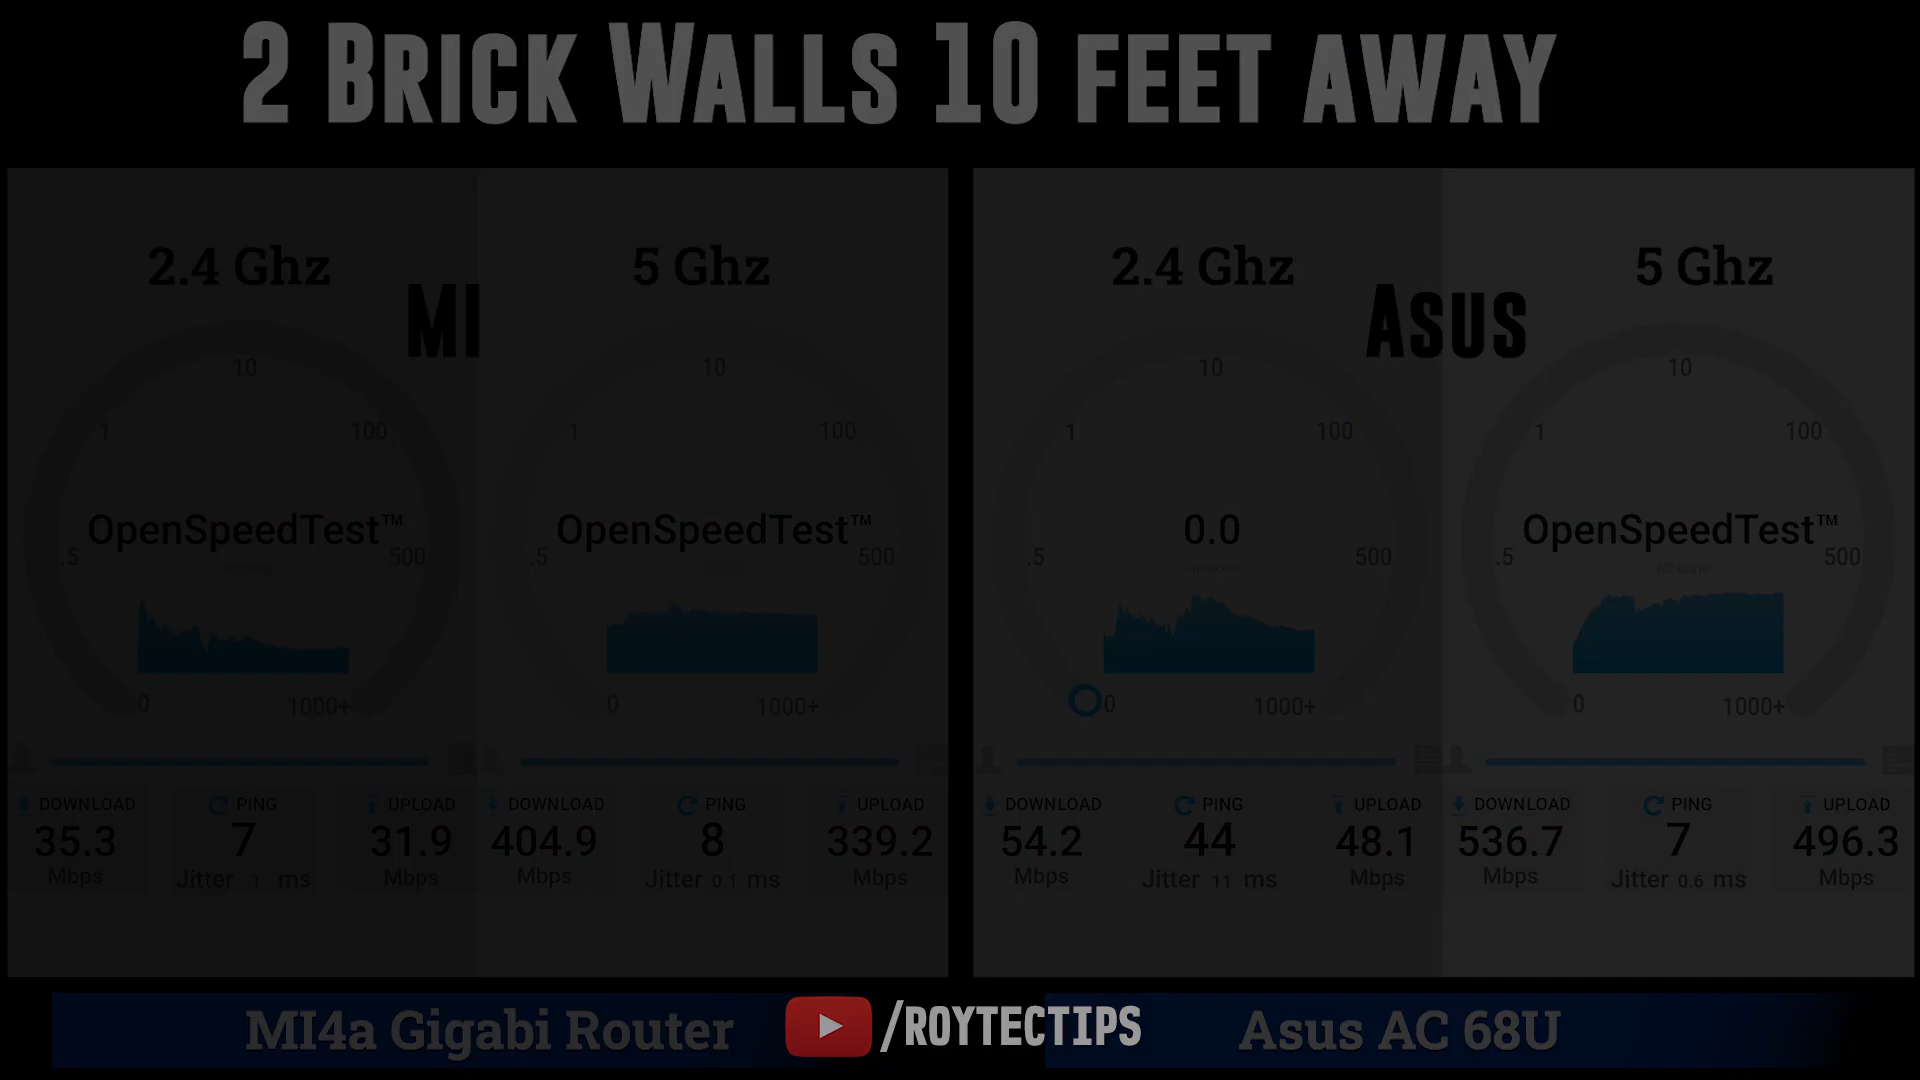 2 BRICK WALLS 10 FEET AWAY
2.4 Ghz
5 Ghz
MI
10
1
100
OpenSpeedTest™
.5
500
0
1000+
10
1
100
OpenSpeedTest™
.5
500
0
1000+
DOWNLOAD
35.3
Mbps
PING
7
Jitter 1 ms
UPLOAD
31.9
Mbps
DOWNLOAD
404.9
Mbps
PING
8
Jitter 0.1 ms
UPLOAD
339.2
Mbps
2.4 Ghz
5 Ghz
ASUS
10
1
100
0.0
.5
500
0
1000+
10
1
100
OpenSpeedTest™
.5
500
0
1000+
DOWNLOAD
54.2
Mbps
PING
44
Jitter 11 ms
UPLOAD
48.1
Mbps
DOWNLOAD
536.7
Mbps
PING
7
Jitter 0.6 ms
UPLOAD
496.3
Mbps
MI4a Gigabi Router
/ROYTECTIPS
Asus AC 68U